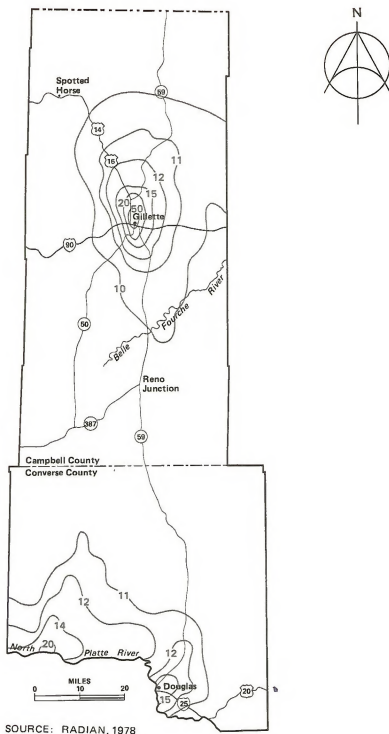 N
59
Spotted
Horse
14
16
11
12
15
20
50
Gillette
90
10
Belle Fourche River
50
Reno
Junction
387
59
Campbell County
Converse County
11
12
14
12
North Platte River
20
MILES
0 10 20
Douglas
15
25
20
SOURCE: RADIAN, 1978